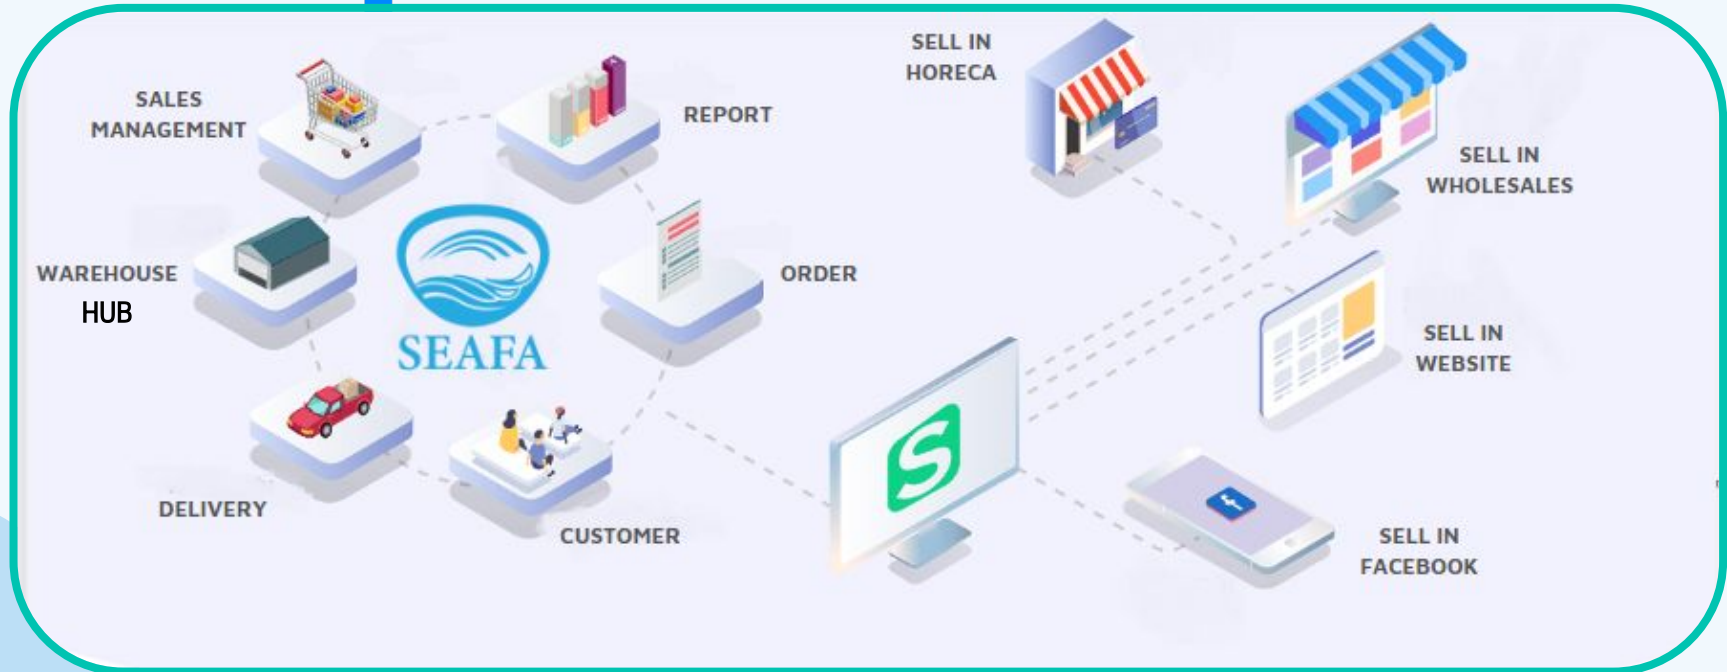 SALES
MANAGEMENT
REPORT
WAREHOUSE
HUB
SEAFA
ORDER
DELIVERY
CUSTOMER
S
SELL IN
HORECA
SELL IN
WHOLESALES
SELL IN
WEBSITE
f
SELL IN
FACEBOOK